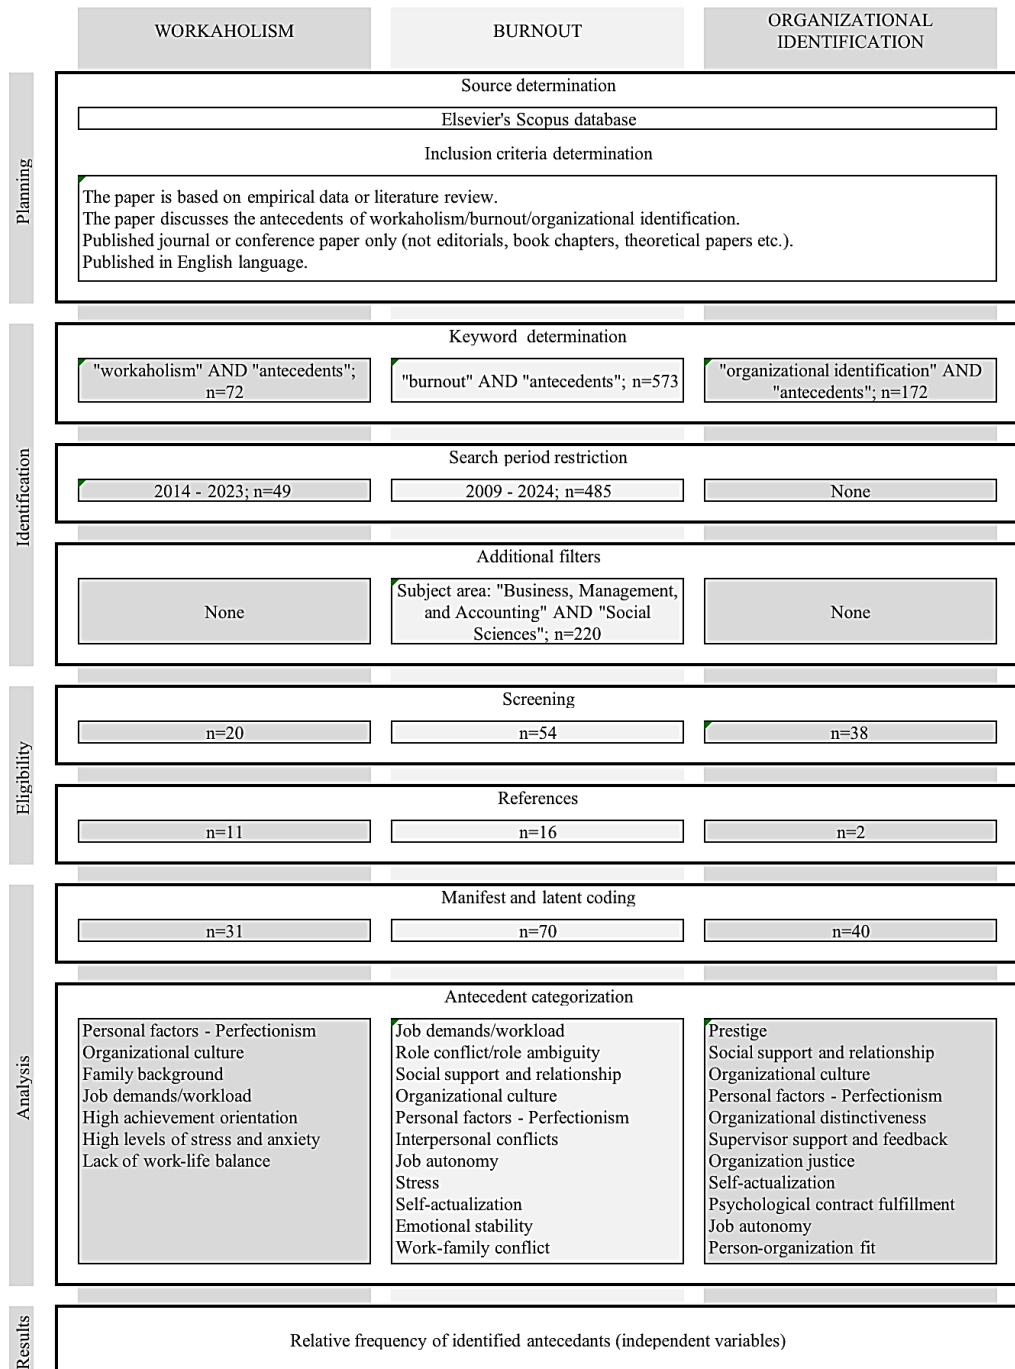 WORKAHOLISM
BURNOUT
ORGANIZATIONAL
IDENTIFICATION
Planning
Source determination
Elsevier's Scopus database
Inclusion criteria determination
The paper is based on empirical data or literature review.
The paper discusses the antecedents of workaholism/burnout/organizational identification.
Published journal or conference paper only (not editorials, book chapters, theoretical papers etc.).
Published in English language.
Identification
Keyword determination
"workaholism" AND "antecedents";
n=72
"burnout" AND "antecedents"; n=573
"organizational identification" AND
"antecedents"; n=172
Search period restriction
2014 - 2023; n=49
2009 - 2024; n=485
None
Additional filters
None
Subject area: "Business, Management,
and Accounting" AND "Social
Sciences"; n=220
None
Eligibility
Screening
n=20
n=54
n=38
References
n=11
n=16
n=2
Analysis
Manifest and latent coding
n=31
n=70
n=40
Antecedent categorization
Personal factors - Perfectionism
Organizational culture
Family background
Job demands/workload
High achievement orientation
High levels of stress and anxiety
Lack of work-life balance
Job demands/workload
Role conflict/role ambiguity
Social support and relationship
Organizational culture
Personal factors - Perfectionism
Interpersonal conflicts
Job autonomy
Stress
Self-actualization
Emotional stability
Work-family conflict
Prestige
Social support and relationship
Organizational culture
Personal factors - Perfectionism
Organizational distinctiveness
Supervisor support and feedback
Organization justice
Self-actualization
Psychological contract fulfillment
Job autonomy
Person-organization fit
Results
Relative frequency of identified antecedants (independent variables)